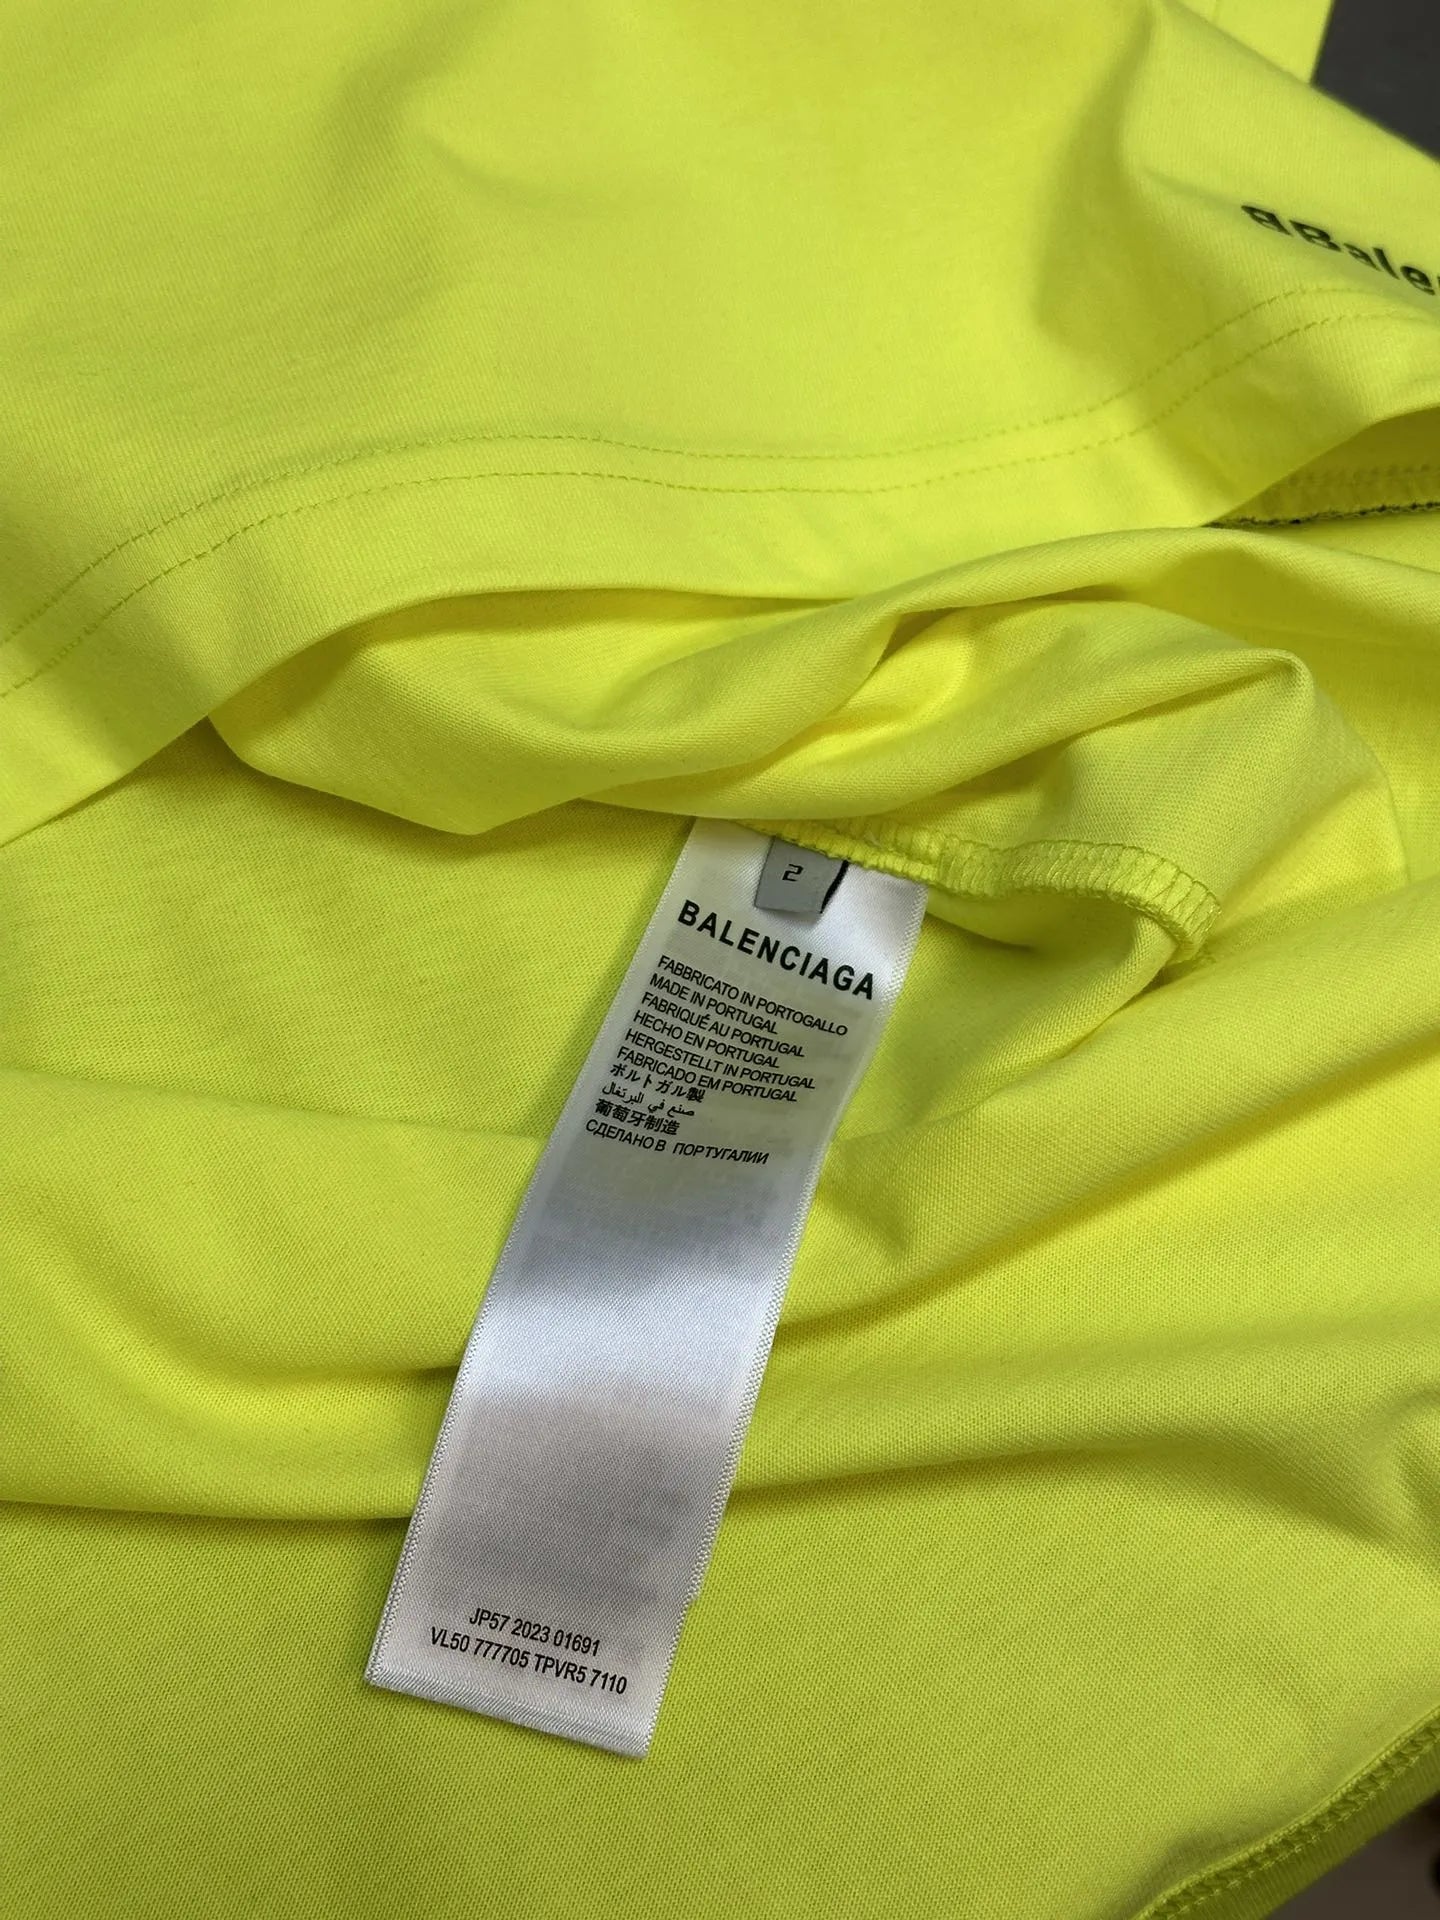 aBale
2
BALENCIAGA
FABBRICATO IN PORTOGALLO
MADE IN PORTUGAL
FABRIQUÉ AU PORTUGAL
HECHO EN PORTUGAL
HERGESTELLT IN PORTUGAL
FABRICADO EM PORTUGAL
ポルトガル製
صنع في البرتغال
葡萄牙制造
СДЕЛАНО В ПОРТУГАЛИИ
JP57 2023 01691
VL50 777705 TPVR5 7110